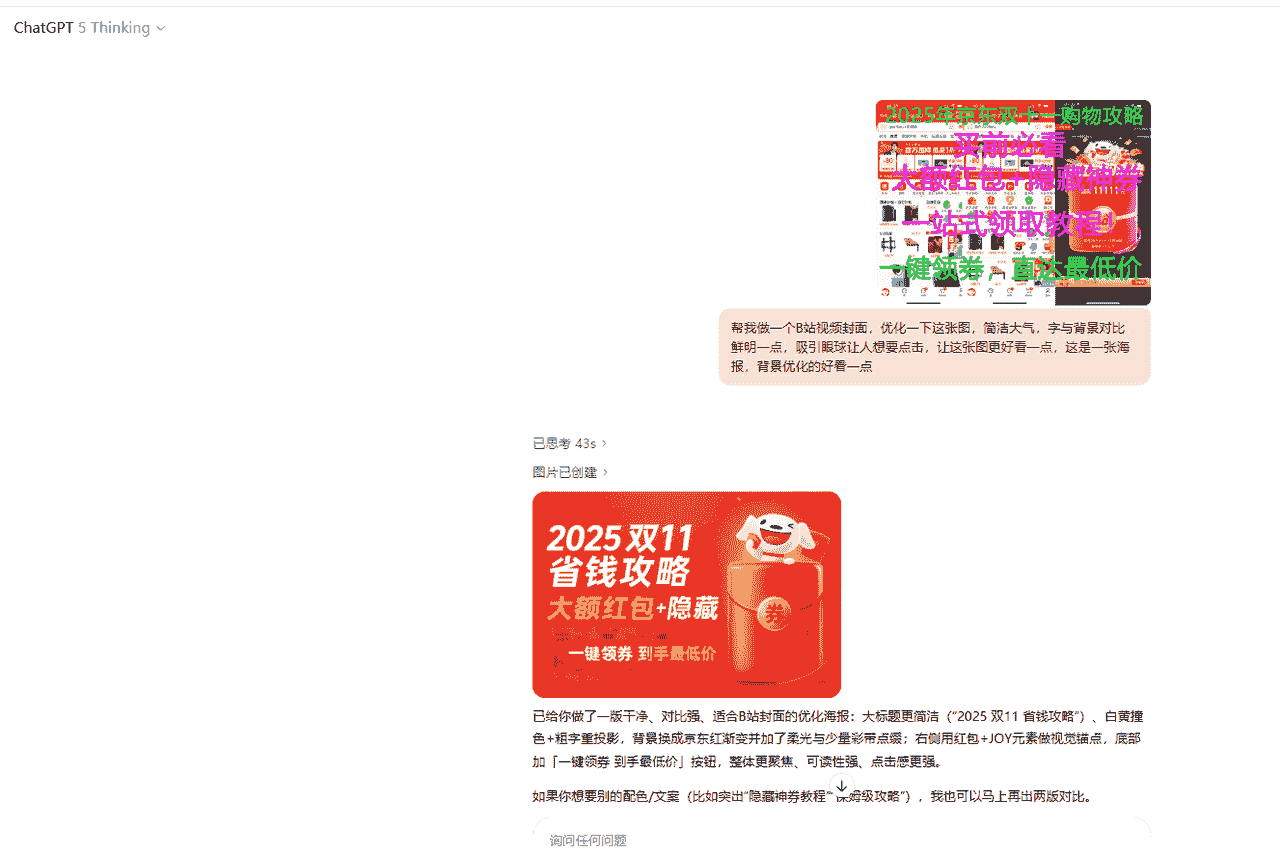 ChatGPT 5 Thinking
2025年京东双十一购物攻略
买前必看
大额红包+隐藏神券
一站式领取教程!
一键领券，直达最低价
帮我做一个B站视频封面，优化一下这张图，简洁大气，字与背景对比
鲜明一点，吸引眼球让人想要点击，让这张图更好看一点，这是一张海
报，背景优化的好看一点
已思考 43s
图片已创建
2025 双11
省钱攻略
大额红包+隐藏
券
一键领券 到手最低价
已给你做了一版干净、对比强、适合B站封面的优化海报：大标题更简洁（“2025 双11 省钱攻略”）、白黄撞
色+粗字重投影，背景换成京东红渐变并加了柔光与少量彩带点缀；右侧用红包+JOY元素做视觉锚点，底部
加「一键领券 到手最低价」按钮，整体更聚焦、可读性强、点击感更强。
如果你想要别的配色/文案（比如突出“隐藏神券教程”“保姆级攻略”），我也可以马上再出两版对比。
询问任何问题